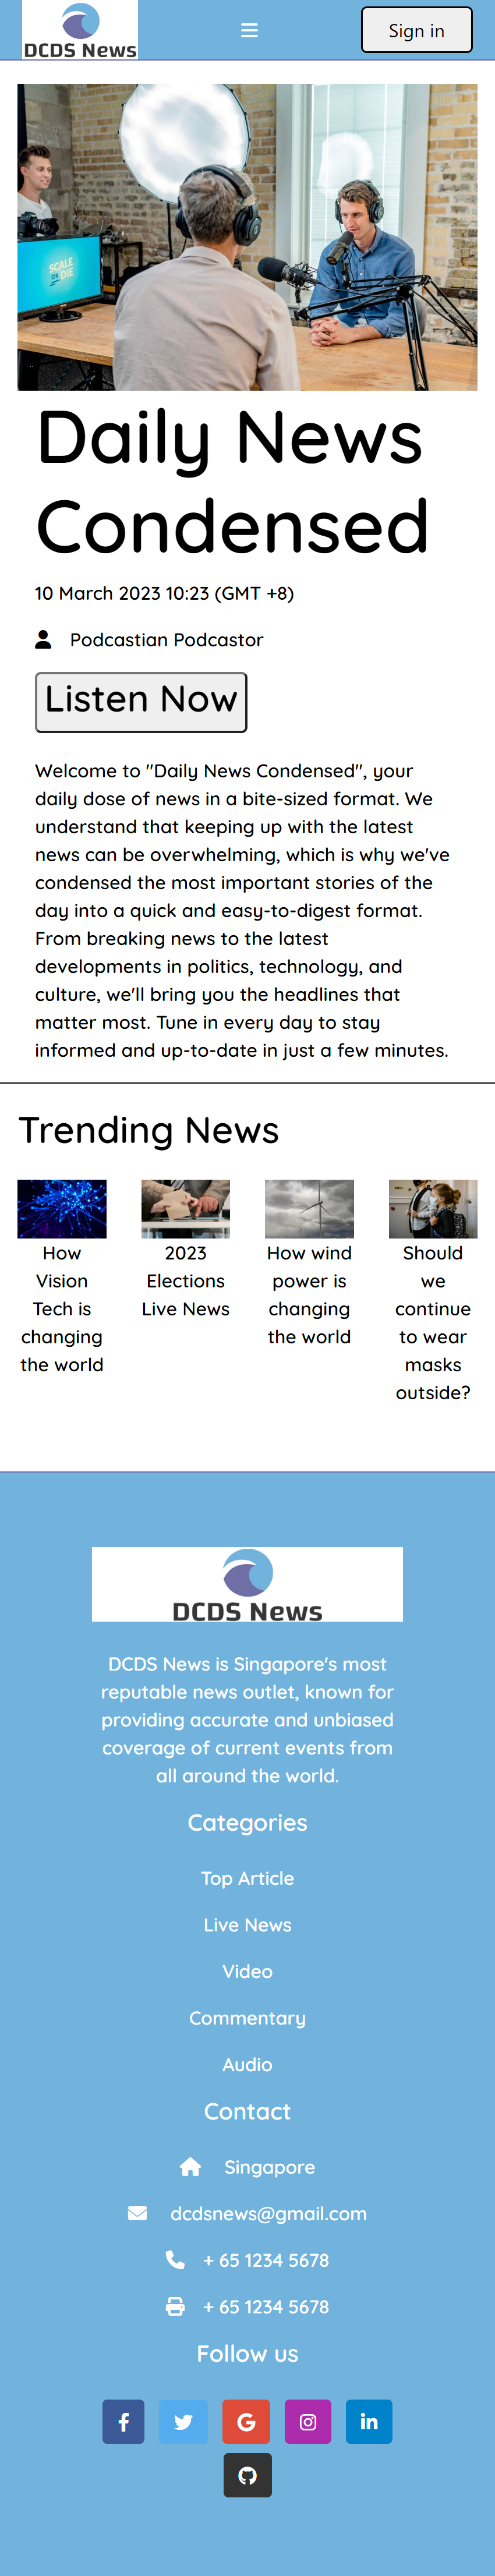 DCDS News
Sign in
SCALE
OR DIE
Daily News
Condensed
10 March 2023 10:23 (GMT +8)
Podcastian Podcastor
Listen Now
Welcome to "Daily News Condensed", your
daily dose of news in a bite-sized format. We
understand that keeping up with the latest
news can be overwhelming, which is why we've
condensed the most important stories of the
day into a quick and easy-to-digest format.
From breaking news to the latest
developments in politics, technology, and
culture, we'll bring you the headlines that
matter most. Tune in every day to stay
informed and up-to-date in just a few minutes.
Trending News
How
Vision
Tech is
changing
the world
2023
Elections
Live News
How wind
power is
changing
the world
Should
we
continue
to wear
masks
outside?
DCDS News
DCDS News is Singapore's most
reputable news outlet, known for
providing accurate and unbiased
coverage of current events from
all around the world.
Categories
Top Article
Live News
Video
Commentary
Audio
Contact
Singapore
dcdsnews@gmail.com
+ 65 1234 5678
+ 65 1234 5678
Follow us